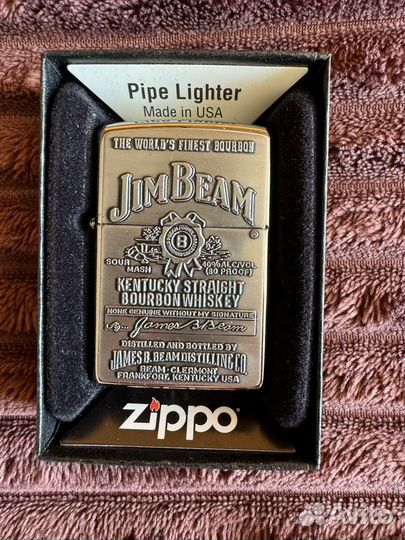 Pipe Lighter
Made in USA
THE WORLD'S FINEST BOURBON
JIM BEAM
®
B
SOUR MASH
40% ALC/VOL
(80 PROOF)
KENTUCKY STRAIGHT
BOURBON WHISKEY
NONE GENUINE WITHOUT MY SIGNATURE
James B. Beam
DISTILLED AND BOTTLED BY
JAMES B. BEAM DISTILLING CO.
BEAM - CLERMONT
FRANKFORT, KENTUCKY USA
zippo®
Avito